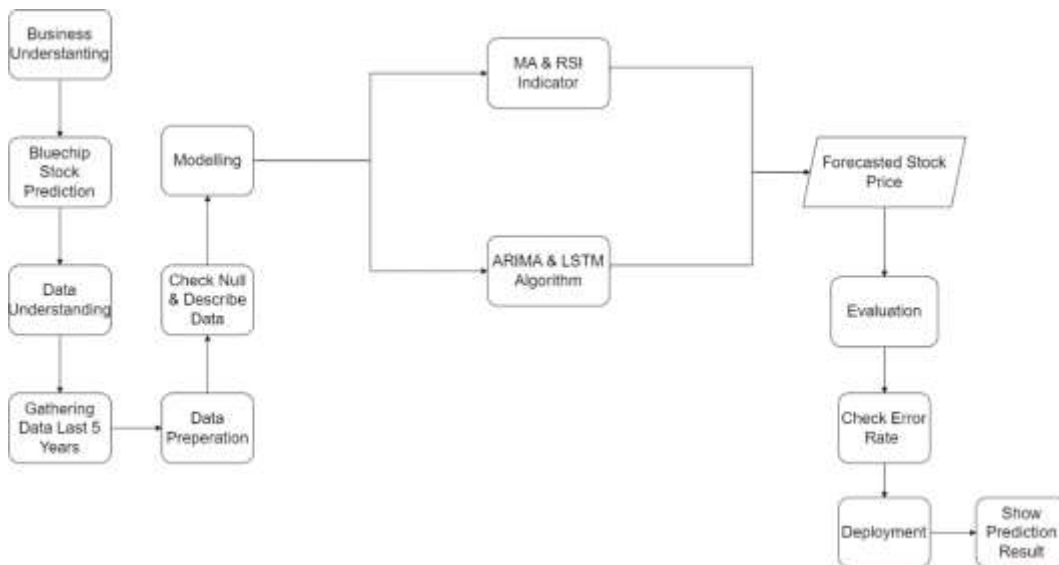 Business
Understanting
Bluechip
Stock
Prediction
Data
Understanding
Gathering
Data Last 5
Years
Data
Preperation
Check Null
& Describe
Data
Modelling
MA & RSI
Indicator
ARIMA & LSTM
Algorithm
Forecasted Stock
Price
Evaluation
Check Error
Rate
Deployment
Show
Prediction
Result